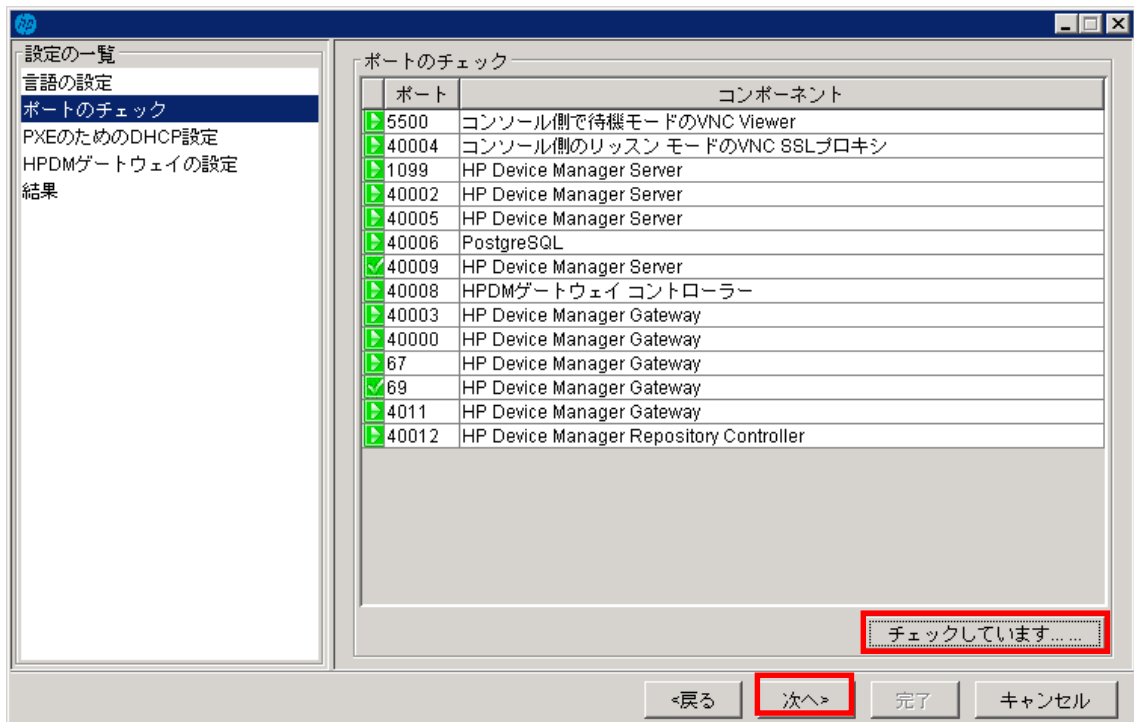 hp
設定の一覧
言語の設定
ポートのチェック
PXEのためのDHCP設定
HPDMゲートウェイの設定
結果
ポートのチェック
ポート コンポーネント
5500 コンソール側で待機モードのVNC Viewer
40004 コンソール側のリッスン モードのVNC SSLプロキシ
1099 HP Device Manager Server
40002 HP Device Manager Server
40005 HP Device Manager Server
40006 PostgreSQL
40009 HP Device Manager Server
40008 HPDMゲートウェイ コントローラー
40003 HP Device Manager Gateway
40000 HP Device Manager Gateway
67 HP Device Manager Gateway
69 HP Device Manager Gateway
4011 HP Device Manager Gateway
40012 HP Device Manager Repository Controller
チェックしています... ...
<戻る 次へ> 完了 キャンセル